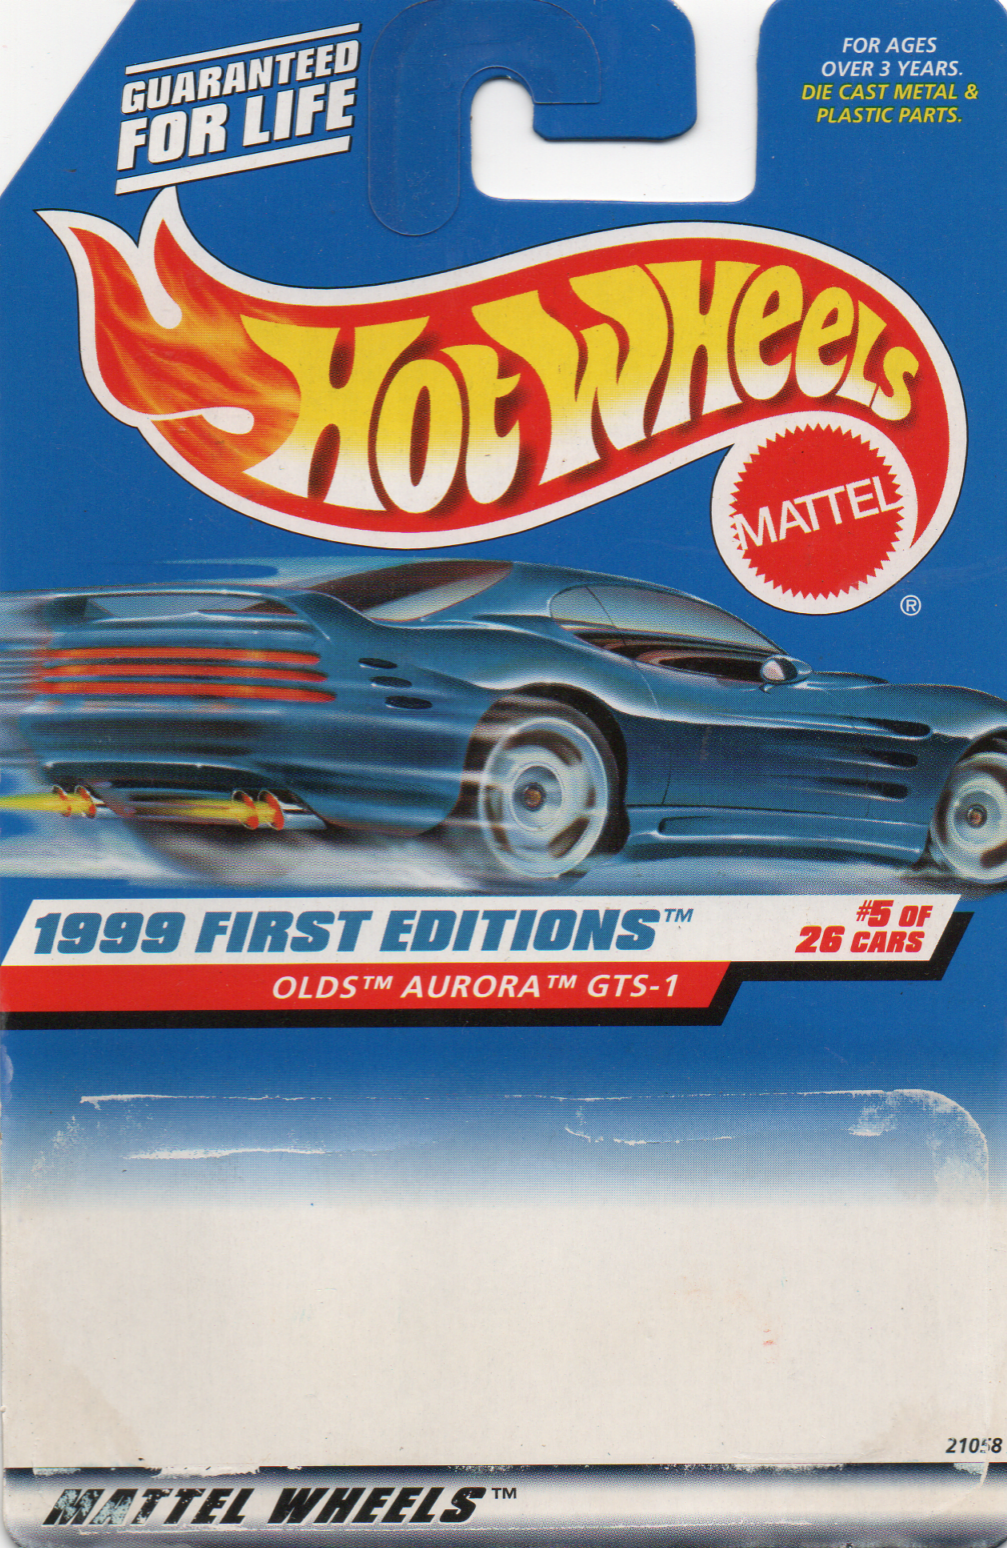 GUARANTEED
FOR LIFE
FOR AGES
OVER 3 YEARS.
DIE CAST METAL &
PLASTIC PARTS.
HOT WHEELS
MATTEL
®
1999 FIRST EDITIONS™
#5 OF
26 CARS
OLDS™ AURORA™ GTS-1
21058
MATTEL WHEELS™